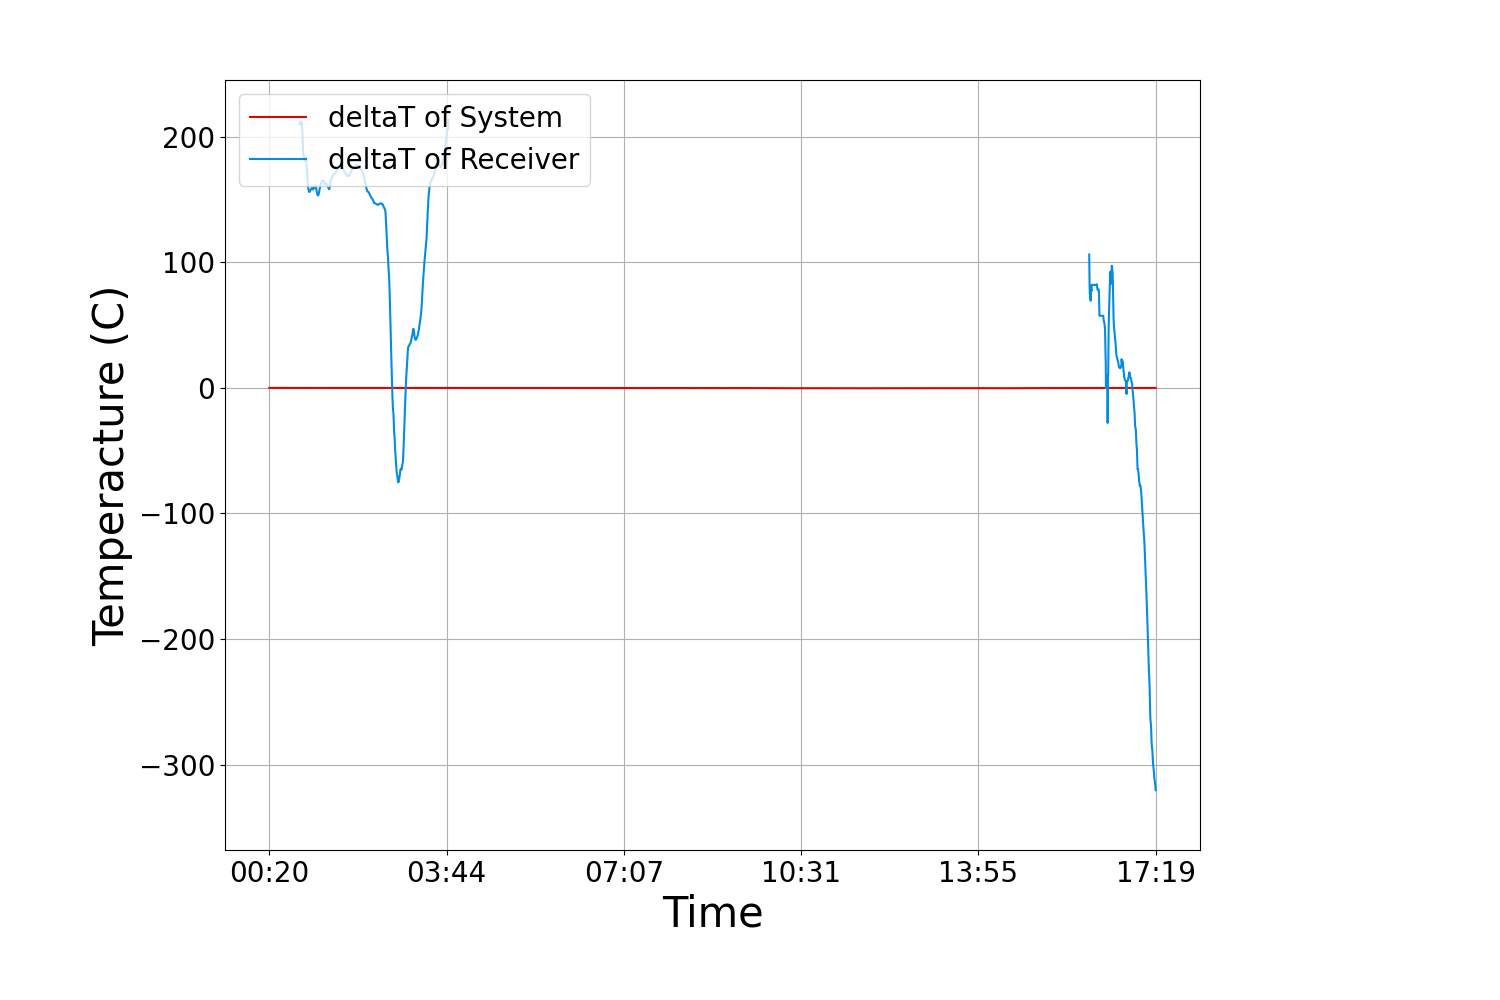 deltaT of System
deltaT of Receiver
200
100
0
−100
−200
−300
Temperacture (C)
00:20 03:44 07:07 10:31 13:55 17:19
Time